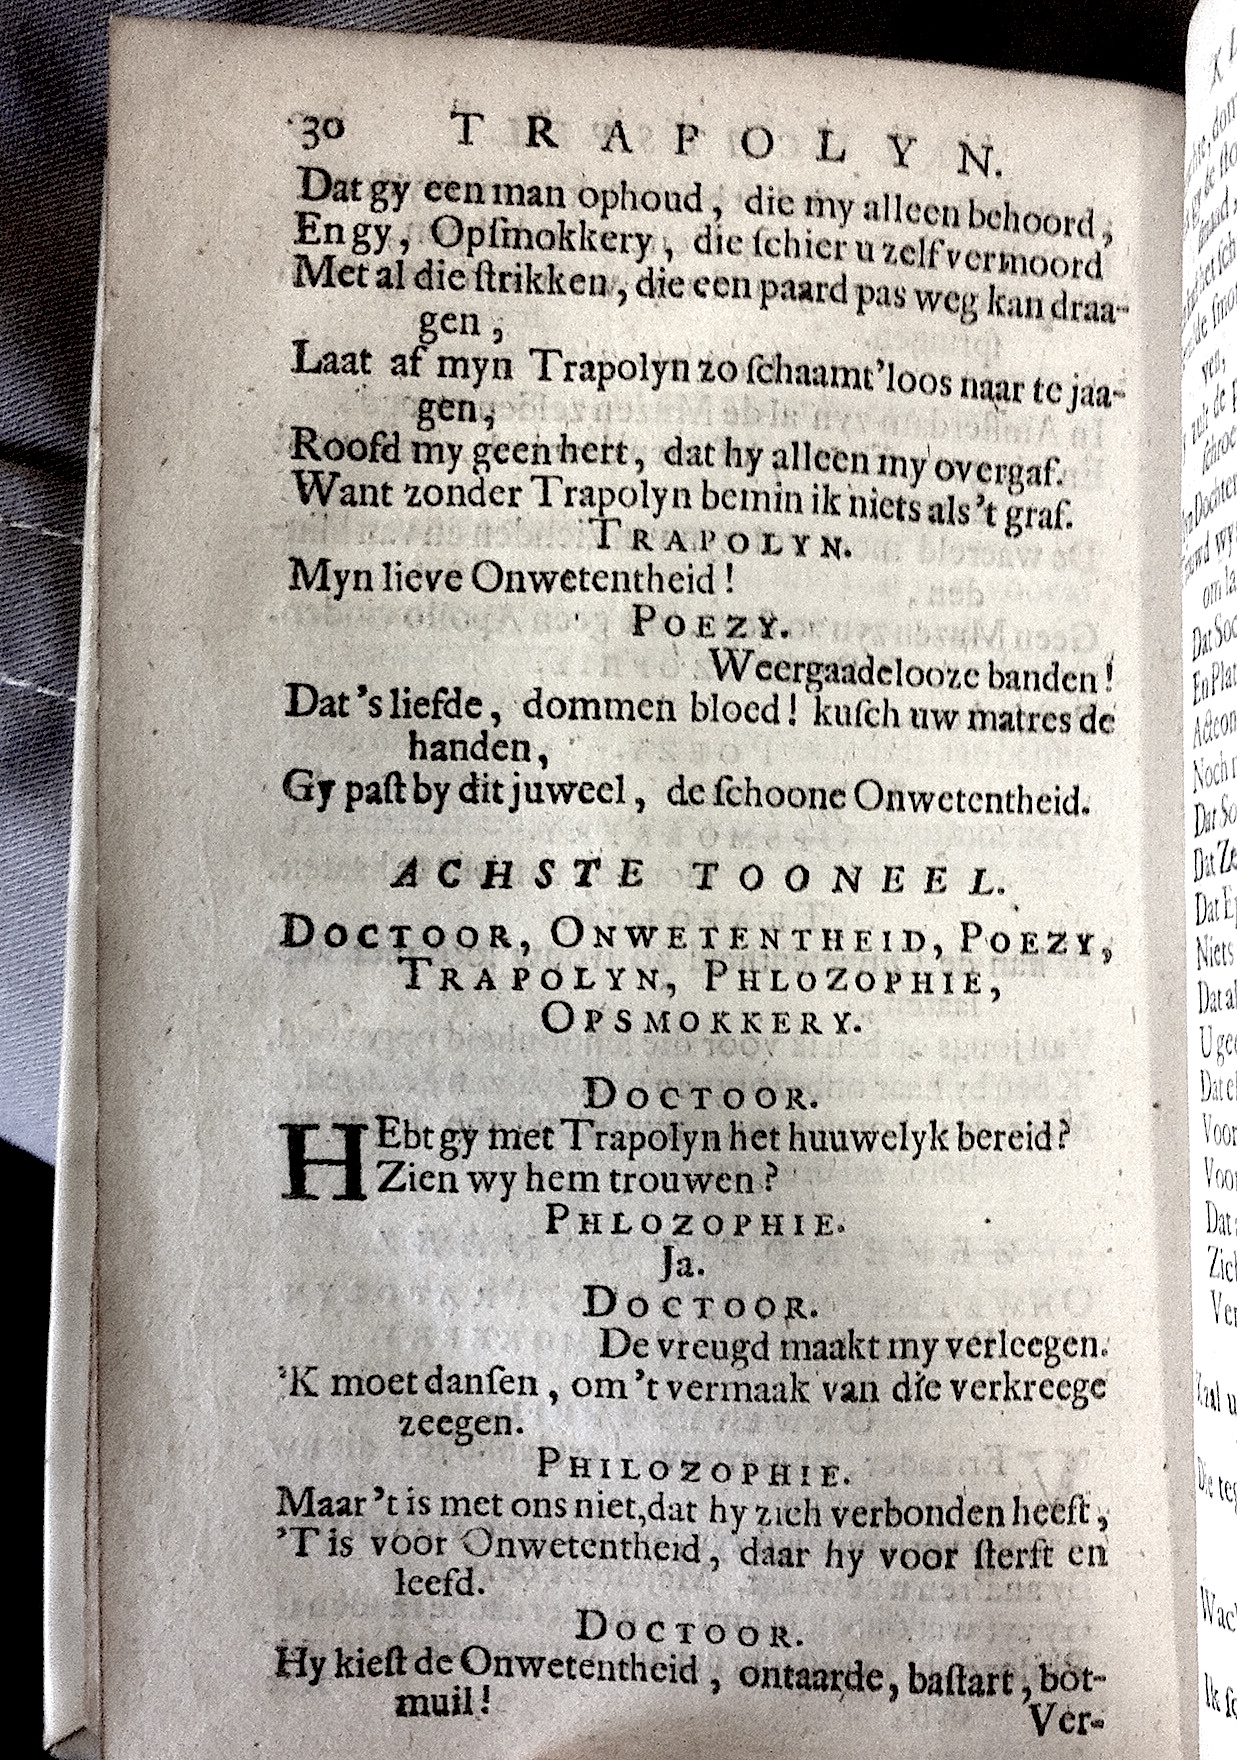 30 TRAPOLYN.
Dat gy een man ophoud, die my alleen behoord,
En gy, Opſmokkery, die ſchier u zelf vermoord
Met al die ſtrikken, die een paard pas weg kan draa-
gen,
Laat af myn Trapolyn zo ſchaamt'loos naar te jaa-
gen,
Roofd my geen hert, dat hy alleen my overgaf.
Want zonder Trapolyn bemin ik niets als 't graf.
TRAPOLYN.
Myn lieve Onwetentheid!
POEZY.
Weergaadelooze banden!
Dat 's liefde, dommen bloed! kuſch uw matres de
handen,
Gy paſt by dit juweel, de ſchoone Onwetentheid.
ACHSTE TOONEEL.
DOCTOOR, ONWETENTHEID, POEZY,
TRAPOLYN, PHLOZOPHIE,
OPSMOKKERY.
DOCTOOR.
HEbt gy met Trapolyn het huuwelyk bereid?
Zien wy hem trouwen?
PHLOZOPHIE.
Ja.
DOCTOOR.
De vreugd maakt my verleegen.
'K moet danſen, om 't vermaak van die verkreege
zeegen.
PHILOZOPHIE.
Maar 't is met ons niet, dat hy zich verbonden heeft,
'T is voor Onwetentheid, daar hy voor ſterft en
leefd.
DOCTOOR.
Hy kieſt de Onwetentheid, ontaarde, baſtart, bot-
muil!
Ver-